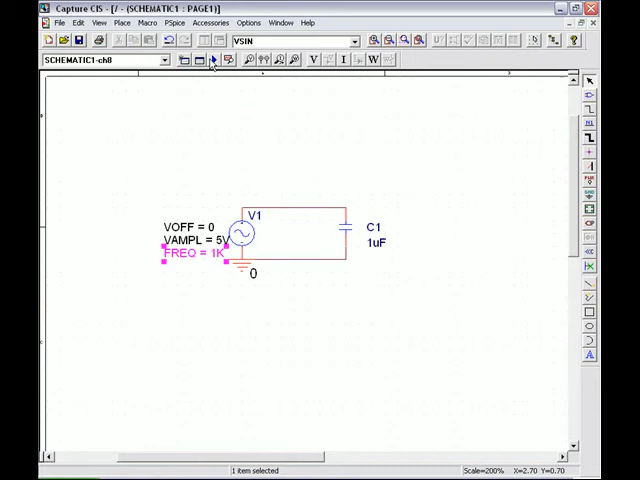 Capture CIS - [/ - (SCHEMATIC1 : PAGE1)]
File Edit View Place Macro PSpice Accessories Options Window Help
VSIN
SCHEMATIC1-ch8
V I W
V1
VOFF = 0
VAMPL = 5V
FREQ = 1K
C1
1uF
0
1 item selected
Scale=200% X=2.70 Y=0.70